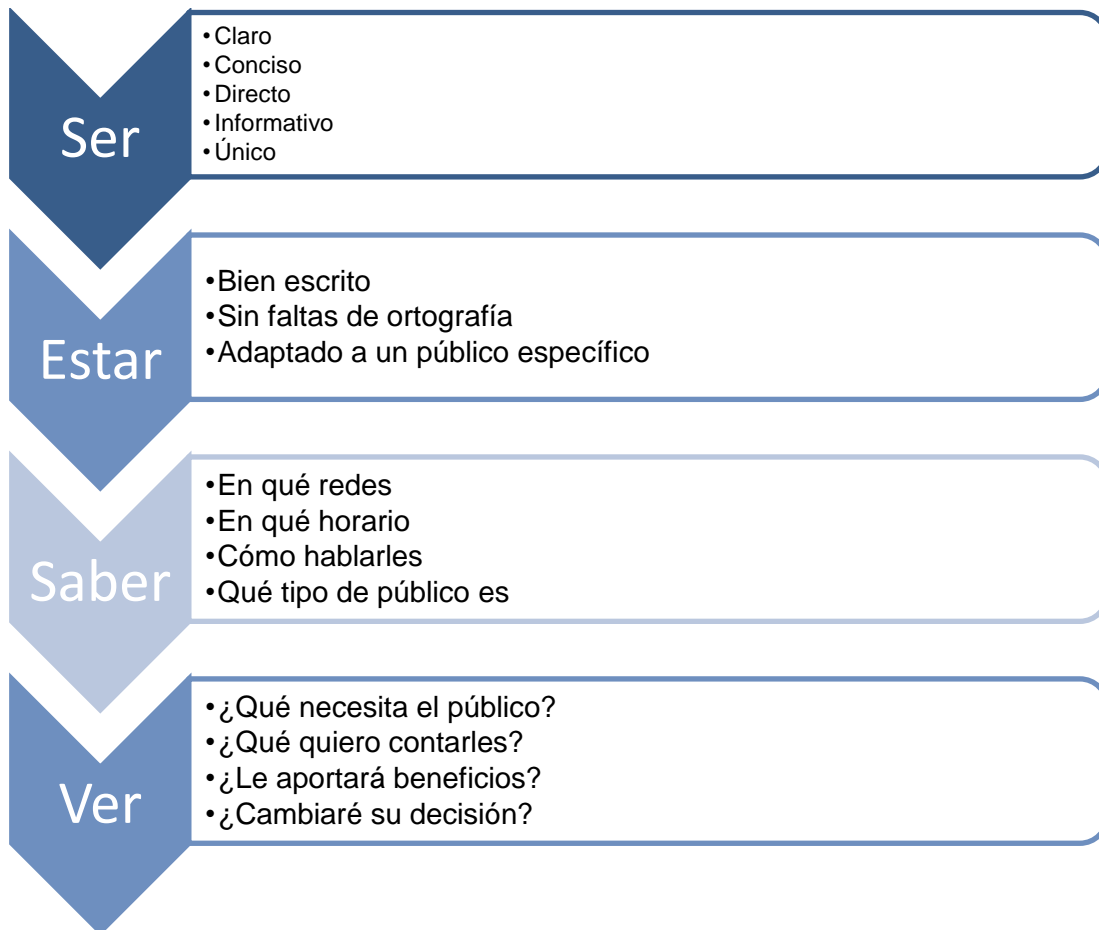 Ser
•Claro
•Conciso
•Directo
•Informativo
•Único
Estar
•Bien escrito
•Sin faltas de ortografía
•Adaptado a un público específico
Saber
•En qué redes
•En qué horario
•Cómo hablarles
•Qué tipo de público es
Ver
•¿Qué necesita el público?
•¿Qué quiero contarles?
•¿Le aportará beneficios?
•¿Cambiaré su decisión?